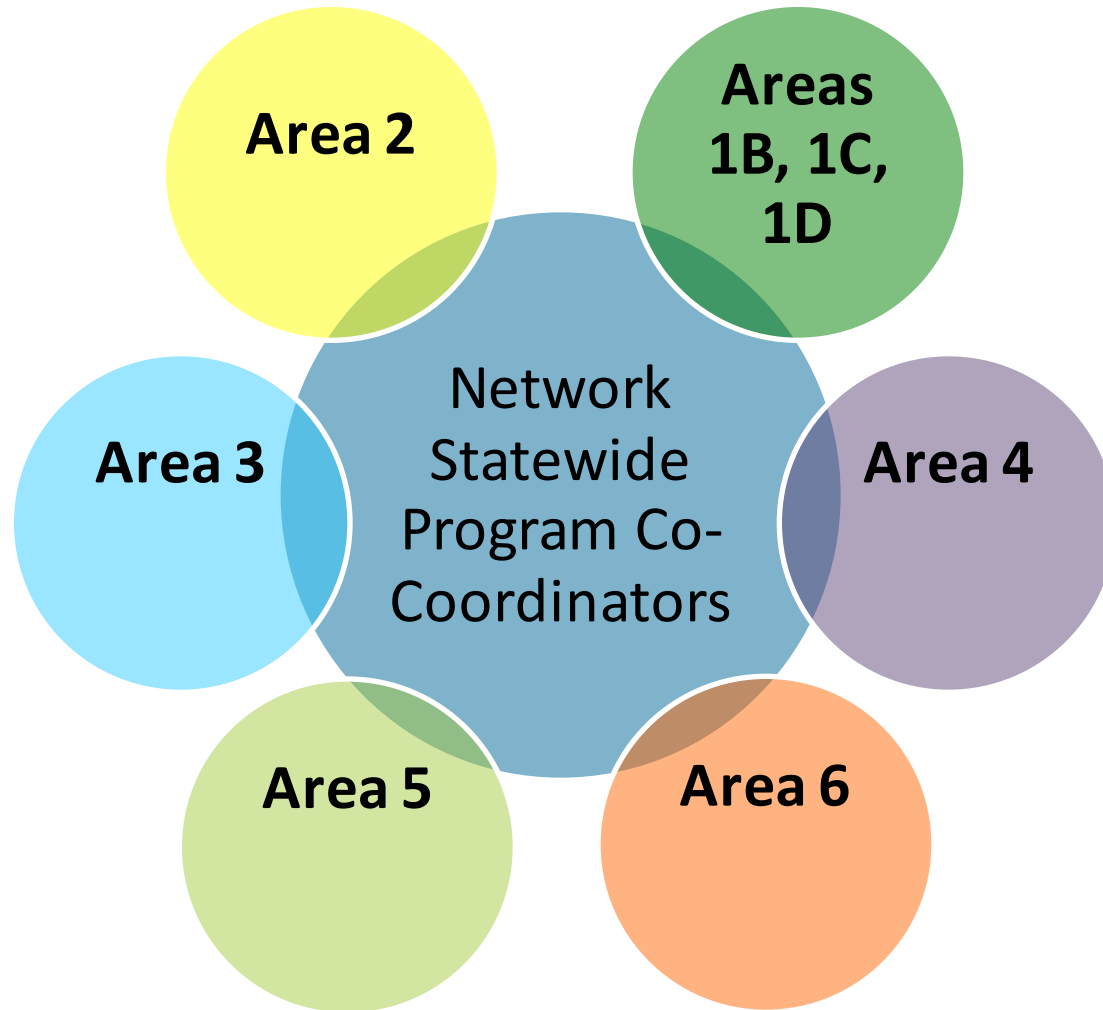 Area 2
Areas
1B, 1C,
1D
Network
Statewide
Program Co-
Coordinators
Area 3
Area 4
Area 5
Area 6